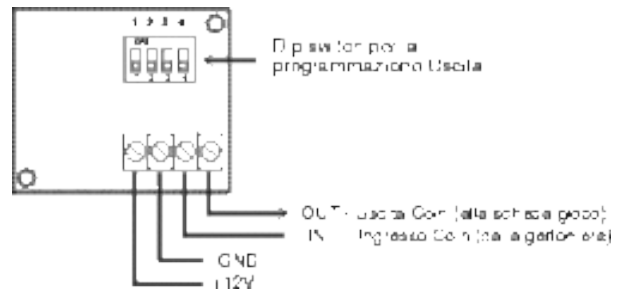 1 2 3 4
ON
Dip switch per la
programmazione Uscita
OUT - Uscita Coin (alla scheda gioco)
IN - Ingresso Coin (dalla gettoniera)
GND
+12V